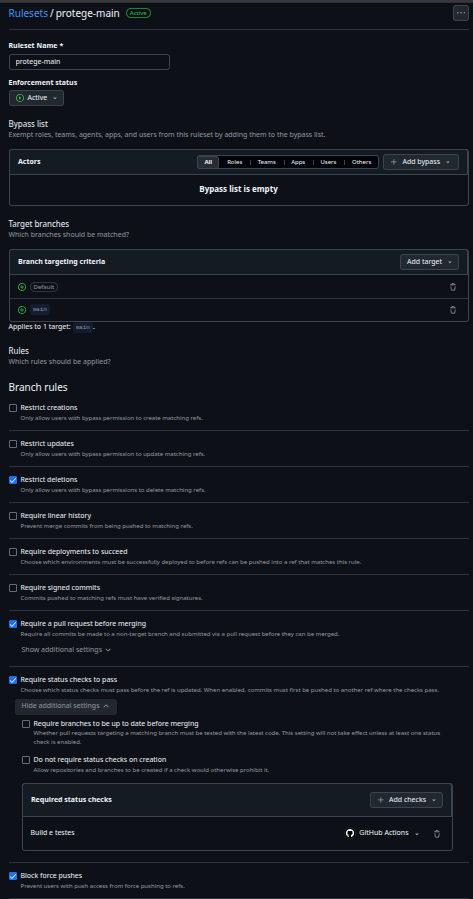 Rulesets / protege-main Active
Ruleset Name *
protege-main
Enforcement status
Active
Bypass list
Exempt roles, teams, agents, apps, and users from this ruleset by adding them to the bypass list.
Actors All Roles Teams Apps Users Others Add bypass
Bypass list is empty
Target branches
Which branches should be matched?
Branch targeting criteria Add target
Default
main
Applies to 1 target: main .
Rules
Which rules should be applied?
Branch rules
Restrict creations
Only allow users with bypass permission to create matching refs.
Restrict updates
Only allow users with bypass permission to update matching refs.
Restrict deletions
Only allow users with bypass permissions to delete matching refs.
Require linear history
Prevent merge commits from being pushed to matching refs.
Require deployments to succeed
Choose which environments must be successfully deployed to before refs can be pushed into a ref that matches this rule.
Require signed commits
Commits pushed to matching refs must have verified signatures.
Require a pull request before merging
Require all commits be made to a non-target branch and submitted via a pull request before they can be merged.
Show additional settings
Require status checks to pass
Choose which status checks must pass before the ref is updated. When enabled, commits must first be pushed to another ref where the checks pass.
Hide additional settings
Require branches to be up to date before merging
Whether pull requests targeting a matching branch must be tested with the latest code. This setting will not take effect unless at least one status
check is enabled.
Do not require status checks on creation
Allow repositories and branches to be created if a check would otherwise prohibit it.
Required status checks Add checks
Build e testes GitHub Actions
Block force pushes
Prevent users with push access from force pushing to refs.